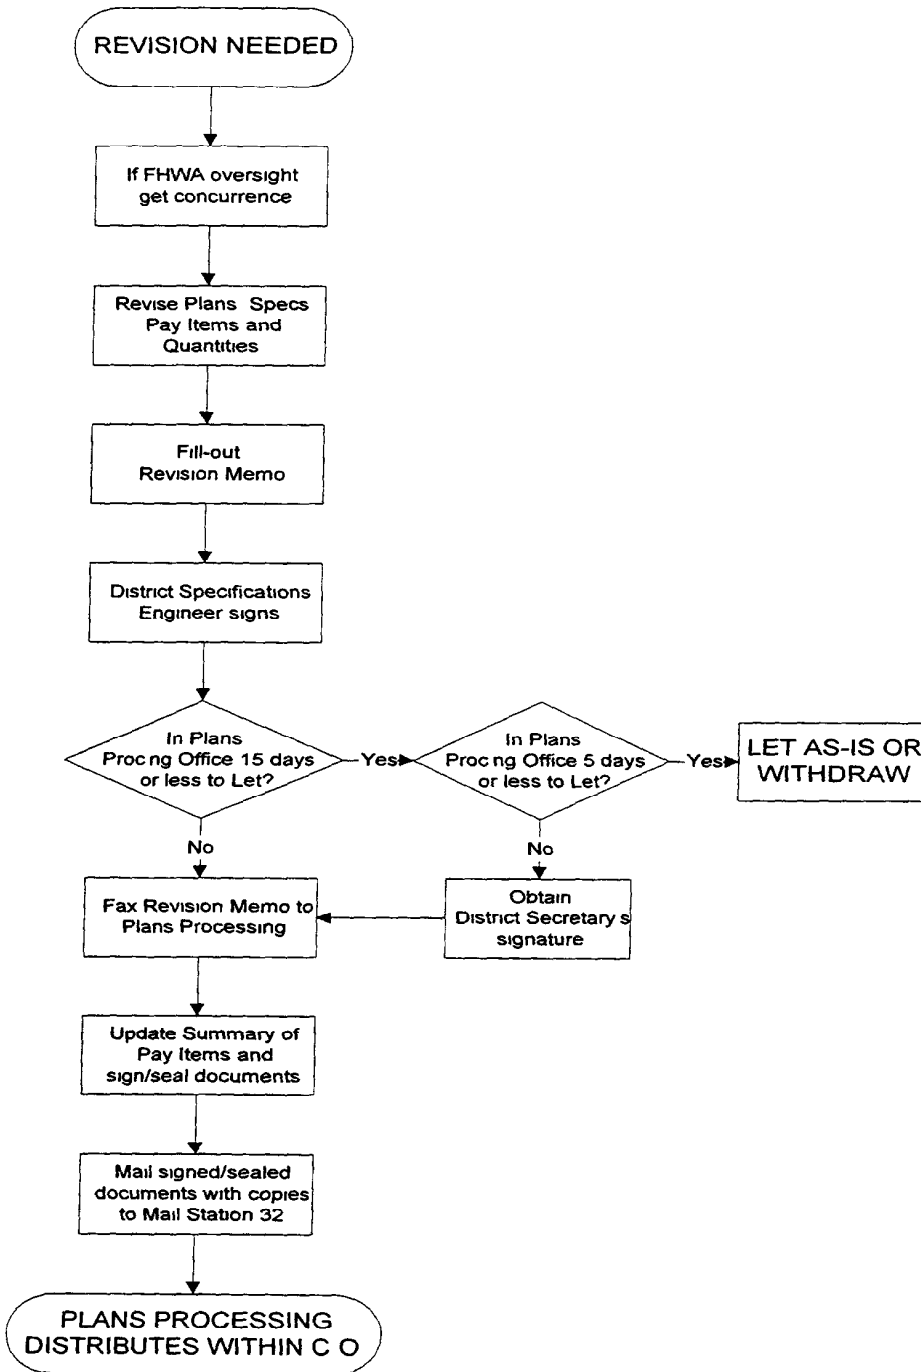 REVISION NEEDED
If FHWA oversight
get concurrence
Revise Plans Specs
Pay Items and
Quantities
Fill-out
Revision Memo
District Specifications
Engineer signs
In Plans
Proc ng Office 15 days
or less to Let?
Yes
In Plans
Proc ng Office 5 days
or less to Let?
Yes
LET AS-IS OR
WITHDRAW
No
No
Fax Revision Memo to
Plans Processing
Obtain
District Secretary s
signature
Update Summary of
Pay Items and
sign/seal documents
Mail signed/sealed
documents with copies
to Mail Station 32
PLANS PROCESSING
DISTRIBUTES WITHIN C O